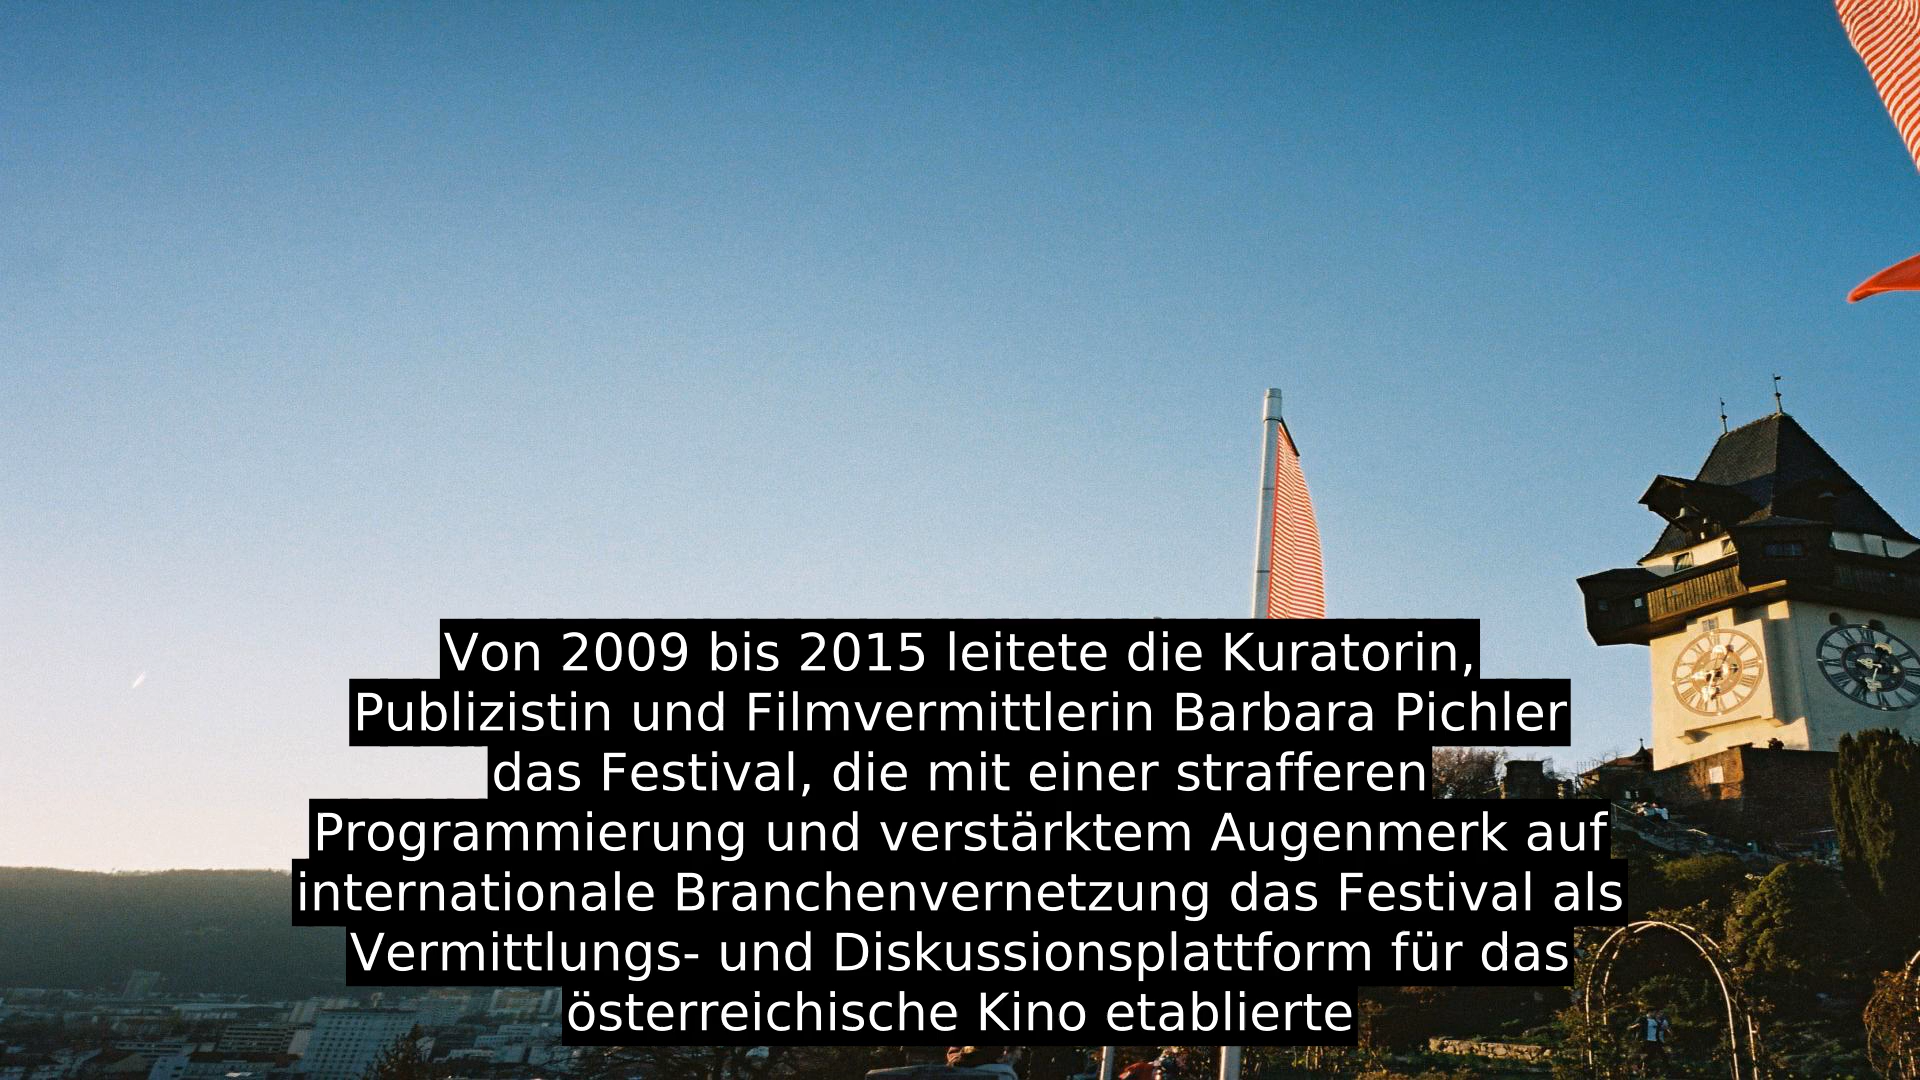 Von 2009 bis 2015 leitete die Kuratorin,
Publizistin und Filmvermittlerin Barbara Pichler
das Festival, die mit einer strafferen
Programmierung und verstärktem Augenmerk auf
internationale Branchenvernetzung das Festival als
Vermittlungs- und Diskussionsplattform für das
österreichische Kino etablierte